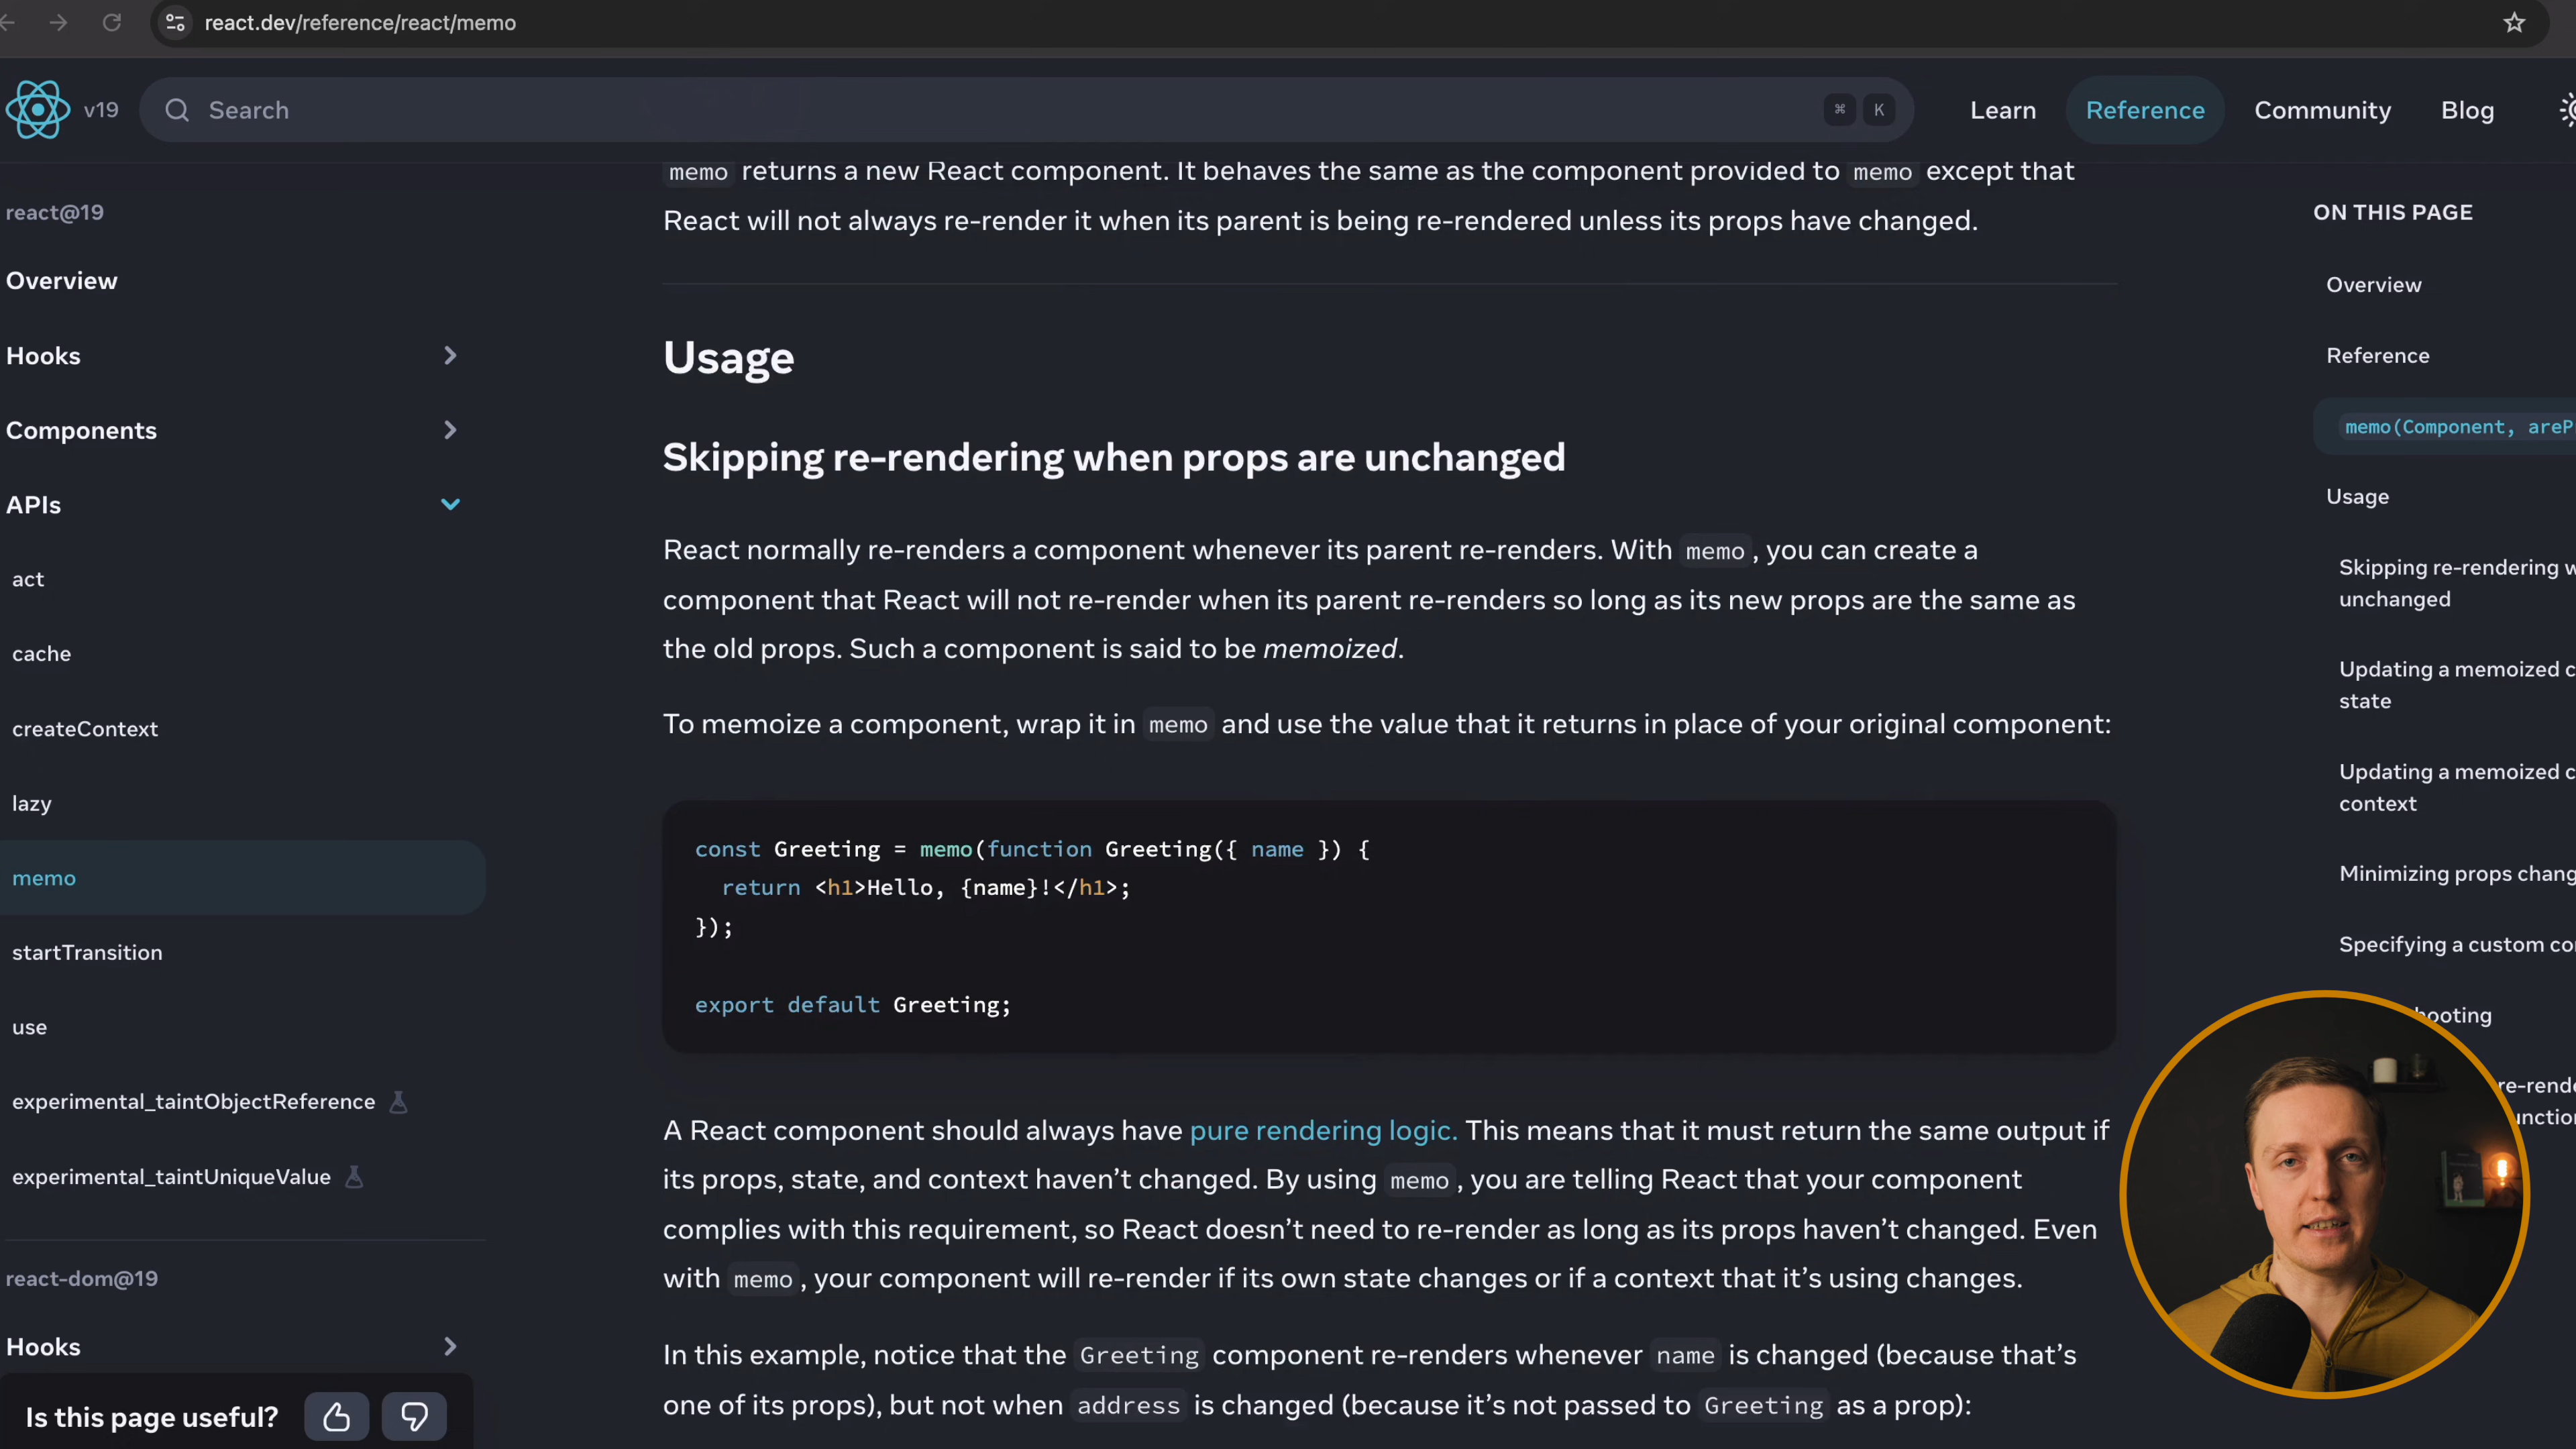 react.dev/reference/react/memo
v19
Search
⌘
K
Learn
Reference
Community
Blog
react@19
Overview
Hooks
Components
APIs
act
cache
createContext
lazy
memo
startTransition
use
experimental_taintObjectReference
experimental_taintUniqueValue
react-dom@19
Hooks
Is this page useful?
memo returns a new React component. It behaves the same as the component provided to memo except that
React will not always re-render it when its parent is being re-rendered unless its props have changed.
Usage
Skipping re-rendering when props are unchanged
React normally re-renders a component whenever its parent re-renders. With memo, you can create a
component that React will not re-render when its parent re-renders so long as its new props are the same as
the old props. Such a component is said to be memoized.
To memoize a component, wrap it in memo and use the value that it returns in place of your original component:
const Greeting = memo(function Greeting({ name }) {
return <h1>Hello, {name}!</h1>;
});
export default Greeting;
A React component should always have pure rendering logic. This means that it must return the same output if
its props, state, and context haven’t changed. By using memo, you are telling React that your component
complies with this requirement, so React doesn’t need to re-render as long as its props haven’t changed. Even
with memo, your component will re-render if its own state changes or if a context that it’s using changes.
In this example, notice that the Greeting component re-renders whenever name is changed (because that’s
one of its props), but not when address is changed (because it’s not passed to Greeting as a prop):
ON THIS PAGE
Overview
Reference
memo(Component, areP
Usage
Skipping re-rendering w
unchanged
Updating a memoized c
state
Updating a memoized c
context
Minimizing props chang
Specifying a custom co
hooting
re-rende
unction